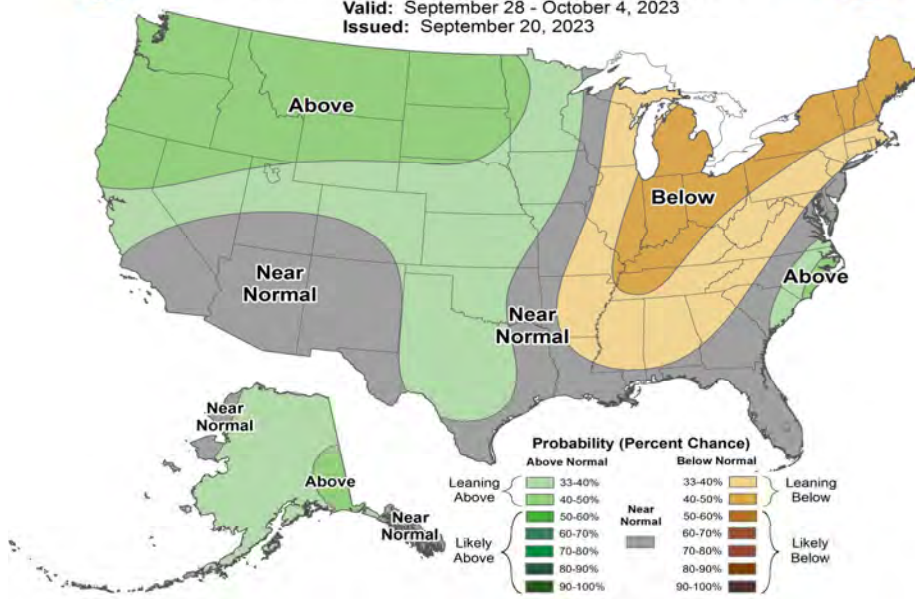 Valid: September 28 - October 4, 2023
Issued: September 20, 2023
Above
Below
Near
Normal
Above
Near
Normal
Near
Normal
Above
Near
Normal
Probability (Percent Chance)
Above Normal
Below Normal
Leaning
Above
33-40%
40-50%
Likely
Above
50-60%
60-70%
70-80%
80-90%
90-100%
Near
Normal
33-40%
40-50%
Leaning
Below
50-60%
60-70%
70-80%
80-90%
90-100%
Likely
Below